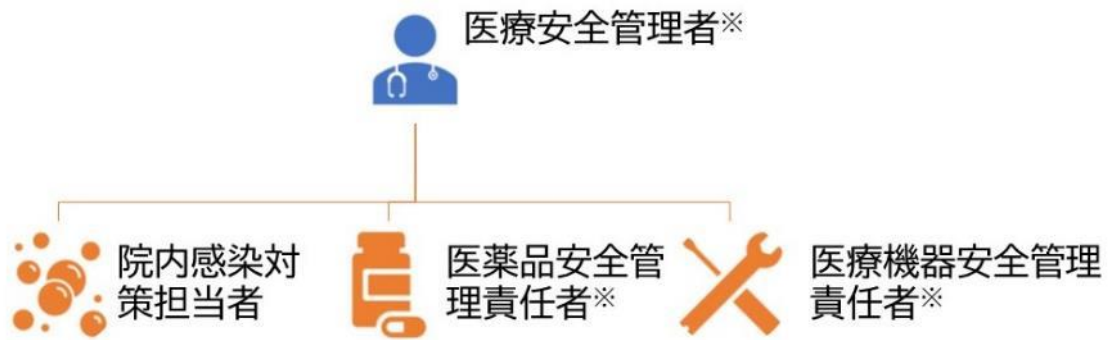 医療安全管理者※
院内感染対
策担当者
医薬品安全管
理責任者※
医療機器安全管理
責任者※